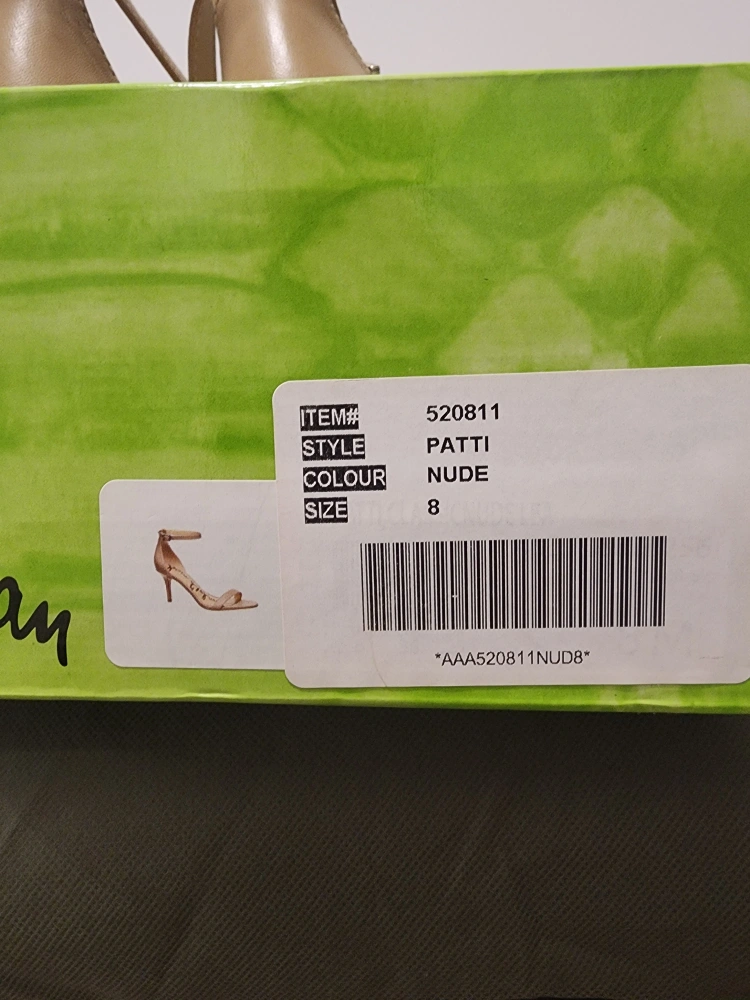 ITEM# 520811
STYLE PATTI
COLOUR NUDE
SIZE 8
*AAA520811NUD8*